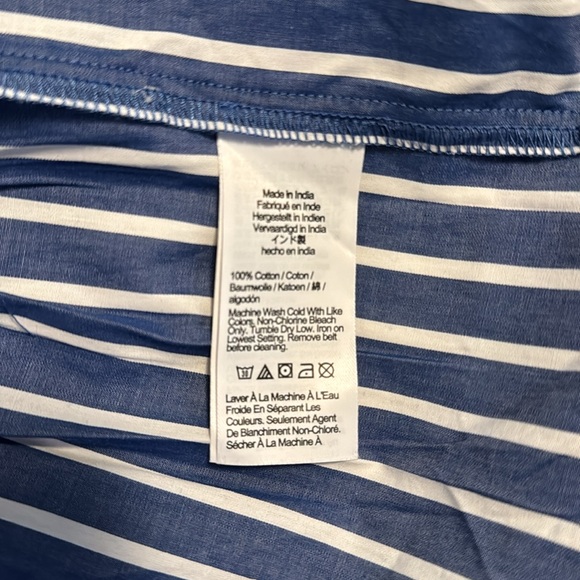 Made in India
Fabriqué en Inde
Hergestellt in Indien
Vervaardigd in India
インド製
hecho en india
100% Cotton / Coton /
Baumwolle / Katoen / 綿 /
algodón
Machine Wash Cold With Like
Colors. Non-Chlorine Bleach
Only. Tumble Dry Low. Iron on
Lowest Setting. Remove belt
before cleaning.
Laver À La Machine À L'Eau
Froide En Séparant Les
Couleurs. Seulement Agent
De Blanchiment Non-Chloré.
Sécher À La Machine À